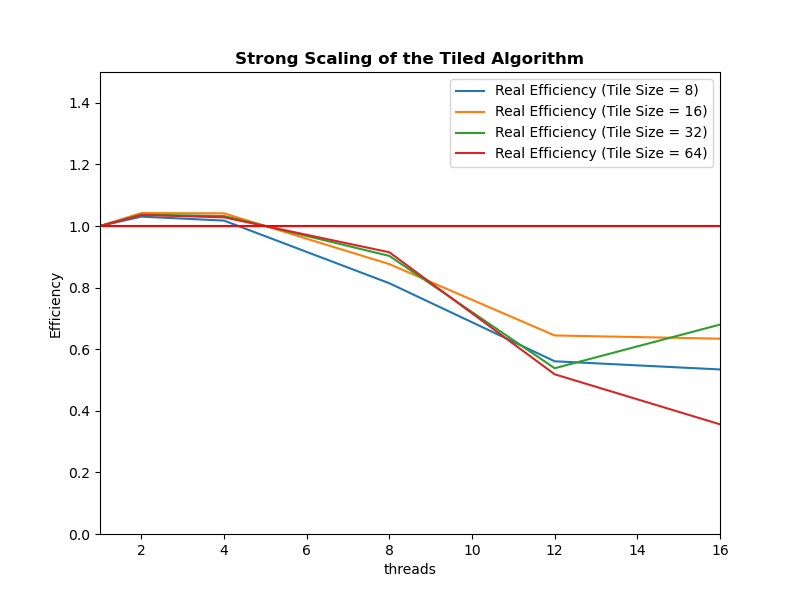 Strong Scaling of the Tiled Algorithm
Real Efficiency (Tile Size = 8)
Real Efficiency (Tile Size = 16)
Real Efficiency (Tile Size = 32)
Real Efficiency (Tile Size = 64)
Efficiency
1.4
1.2
1.0
0.8
0.6
0.4
0.2
0.0
2 4 6 8 10 12 14 16
threads